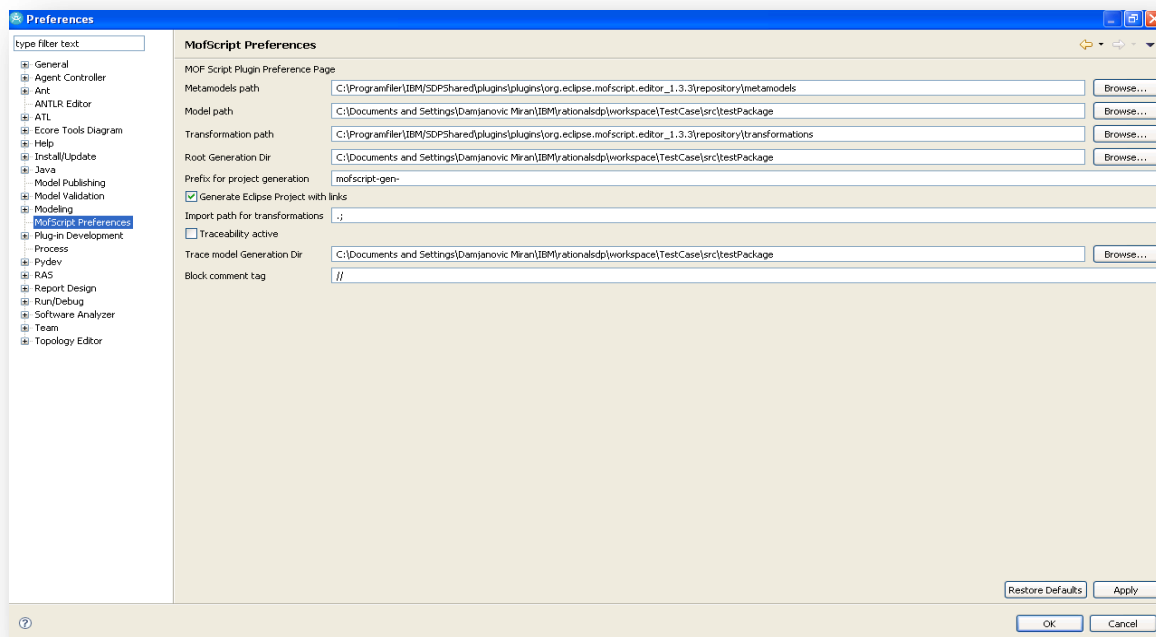 Preferences
type filter text
General
Agent Controller
Ant
ANTLR Editor
ATL
Ecore Tools Diagram
Help
Install/Update
Java
Model Publishing
Model Validation
Modeling
MofScript Preferences
Plug-in Development
Process
Pydev
RAS
Report Design
Run/Debug
Software Analyzer
Team
Topology Editor
MofScript Preferences
MOF Script Plugin Preference Page
Metamodels path C:\Programfiler\IBM/SDPShared\plugins\plugins\org.eclipse.mofscript.editor_1.3.3\repository\metamodels Browse...
Model path C:\Documents and Settings\Damjanovic Miran\IBM\rationalsdp\workspace\TestCase\src\testPackage Browse...
Transformation path C:\Programfiler\IBM/SDPShared\plugins\plugins\org.eclipse.mofscript.editor_1.3.3\repository\transformations Browse...
Root Generation Dir C:\Documents and Settings\Damjanovic Miran\IBM\rationalsdp\workspace\TestCase\src\testPackage Browse...
Prefix for project generation mofscript-gen-
Generate Eclipse Project with links
Import path for transformations .;
Traceability active
Trace model Generation Dir C:\Documents and Settings\Damjanovic Miran\IBM\rationalsdp\workspace\TestCase\src\testPackage Browse...
Block comment tag //
Restore Defaults Apply
? OK Cancel